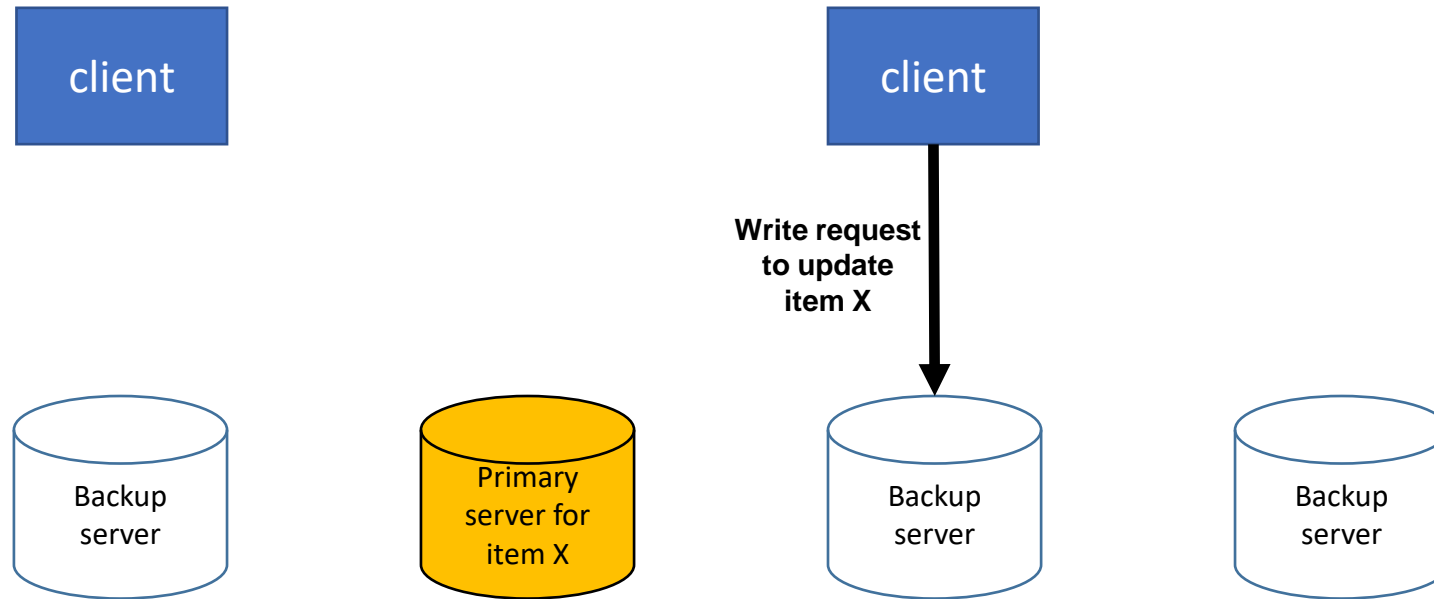 client
client
Write request
to update
item X
Backup
server
Primary
server for
item X
Backup
server
Backup
server